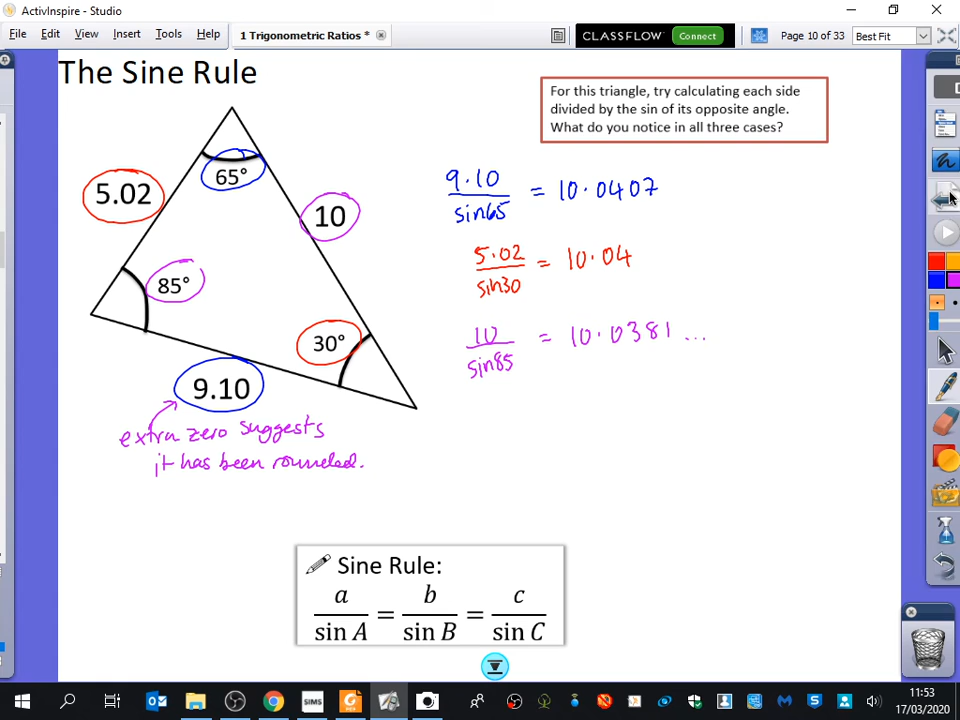 ActivInspire
File Edit View Insert Tools Help
1 Trigonometric Ratios *
CLASSFLOW Connect
Page 10 of 33
Best Fit
The Sine Rule
For this triangle, try calculating each side
divided by the sin of its opposite angle.
What do you notice in all three cases?
65°
5.02
10
85°
30°
9.10
extra zero suggests
it has been rounded.
9.10 / sin65 = 10.0407
5.02 / sin30 = 10.04
10 / sin85 = 10.0381 ...
Sine Rule:
a / sin A = b / sin B = c / sin C
SIMS
11:53
17/03/2020